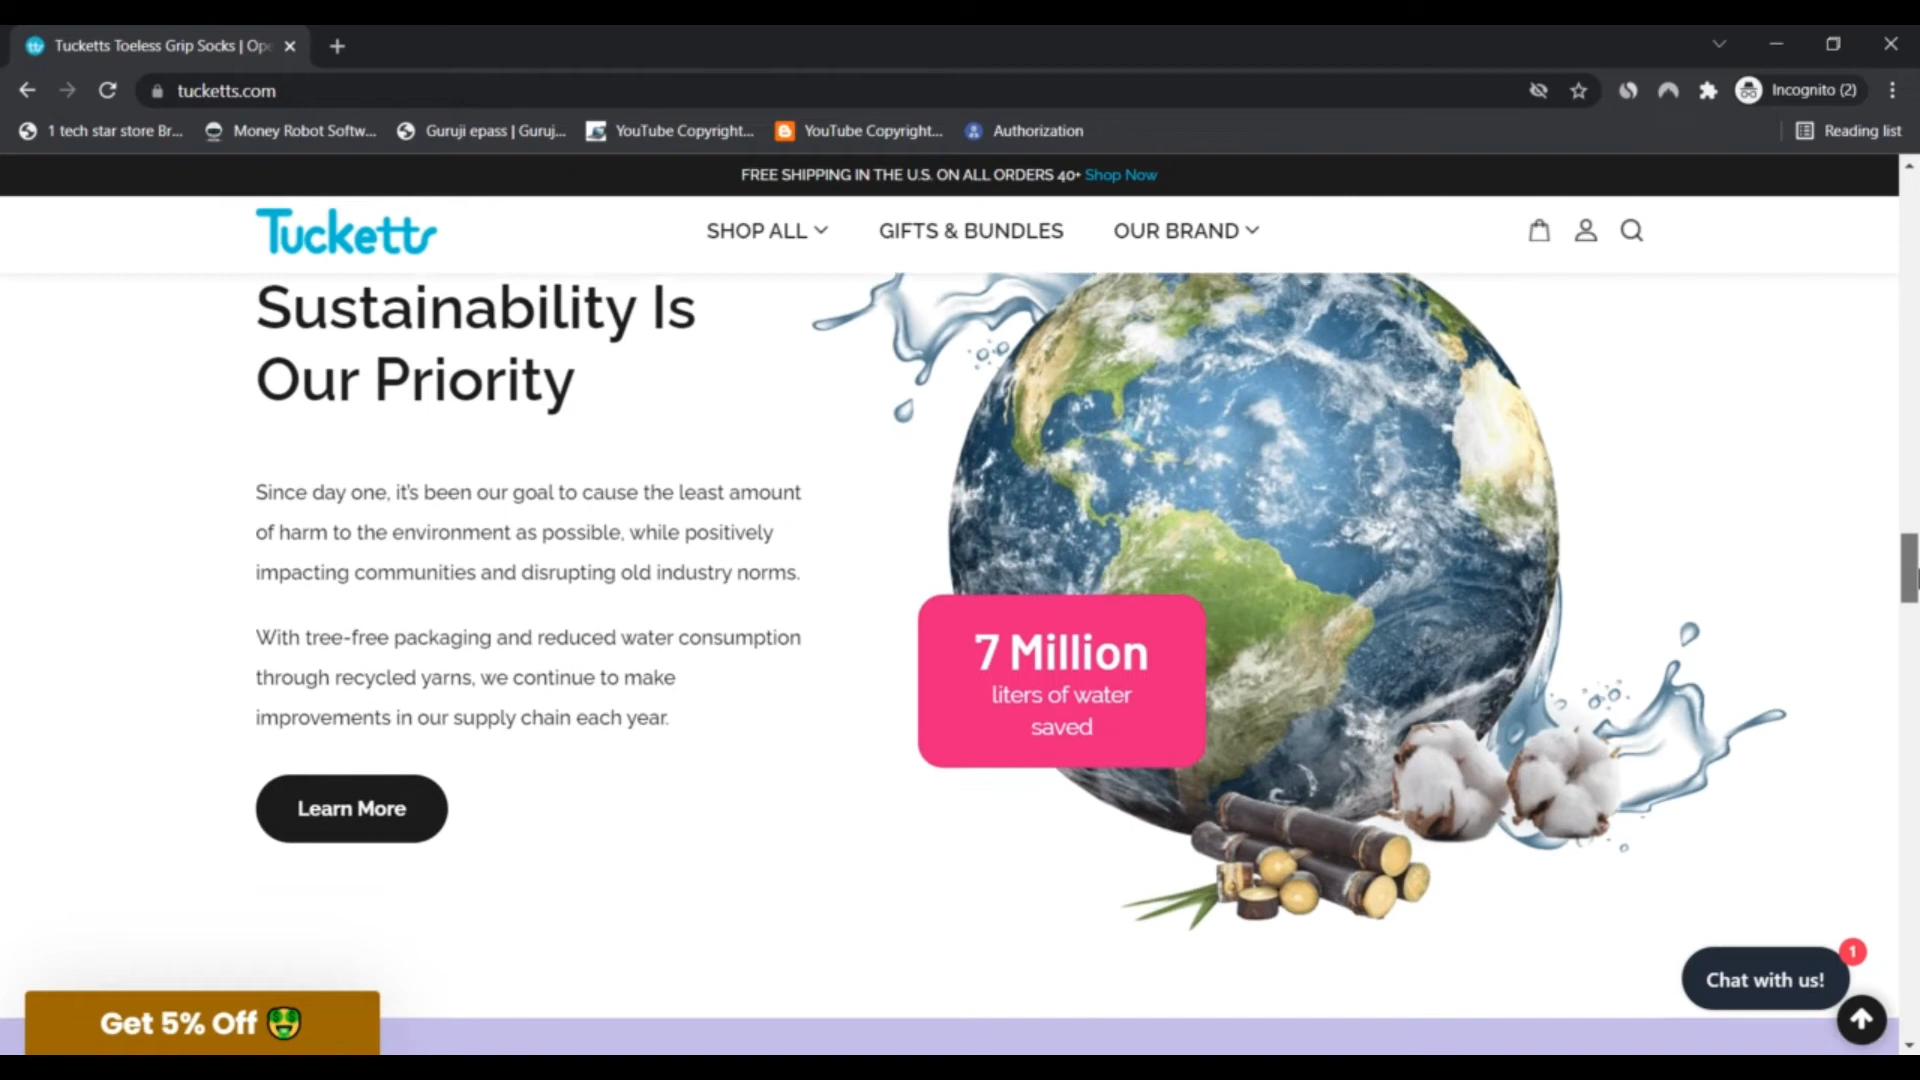 Tucketts Toeless Grip Socks | Ope
tucketts.com
Incognito (2)
1 tech star store Br...
Money Robot Softw...
Guruji epass | Guruj...
YouTube Copyright...
YouTube Copyright...
Authorization
Reading list
FREE SHIPPING IN THE U.S. ON ALL ORDERS 40+ Shop Now
Tucketts
SHOP ALL
GIFTS & BUNDLES
OUR BRAND
Sustainability Is
Our Priority
Since day one, it's been our goal to cause the least amount
of harm to the environment as possible, while positively
impacting communities and disrupting old industry norms.
With tree-free packaging and reduced water consumption
through recycled yarns, we continue to make
improvements in our supply chain each year.
Learn More
7 Million
liters of water
saved
Get 5% Off
Chat with us!
1